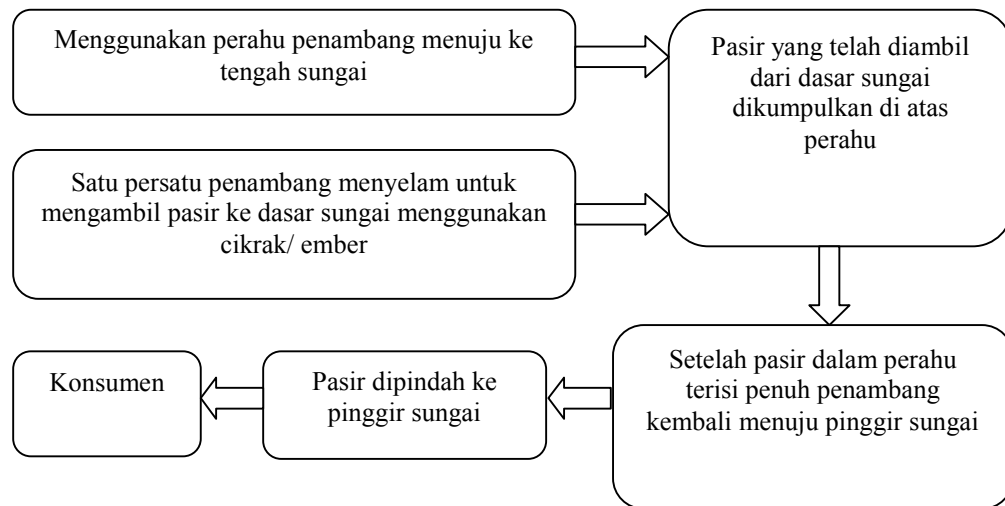 Menggunakan perahu penambang menuju ke
tengah sungai
Satu persatu penambang menyelam untuk
mengambil pasir ke dasar sungai menggunakan
cikrak/ ember
Pasir yang telah diambil
dari dasar sungai
dikumpulkan di atas
perahu
Setelah pasir dalam perahu
terisi penuh penambang
kembali menuju pinggir sungai
Pasir dipindah ke
pinggir sungai
Konsumen